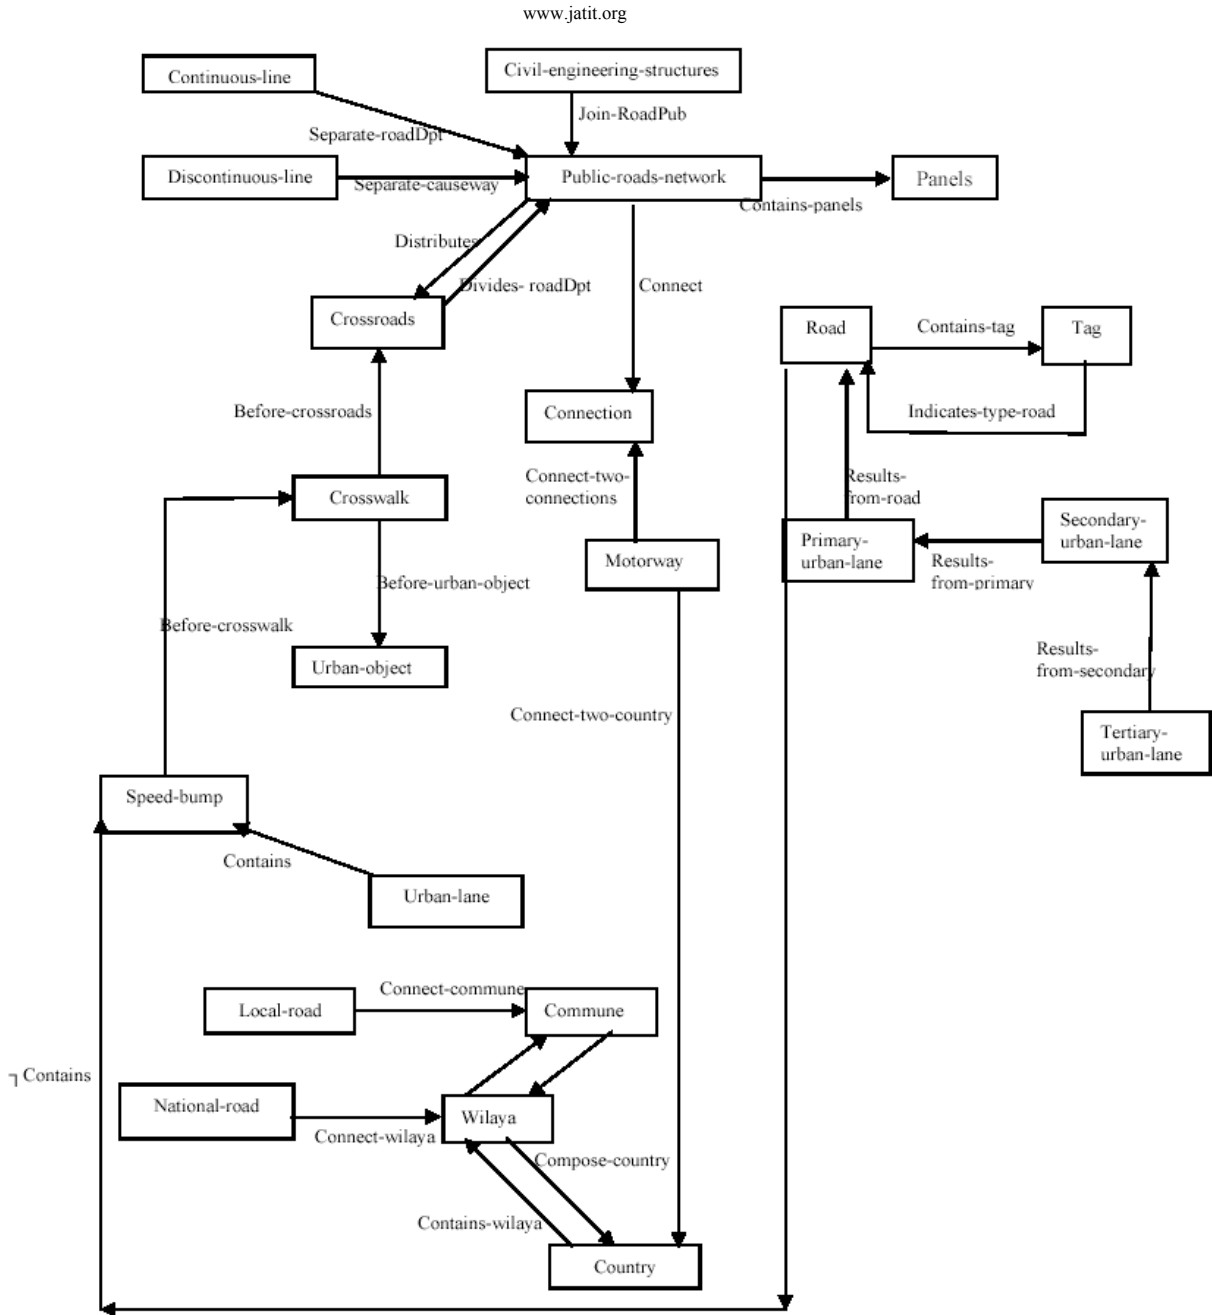 www.jatit.org
Continuous-line
Civil-engineering-structures
Join-RoadPub
Separate-roadDpt
Discontinuous-line
Separate-causeway
Public-roads-network
Panels
Contains-panels
Distributes
Divides- roadDpt
Connect
Crossroads
Road
Contains-tag
Tag
Before-crossroads
Connection
Indicates-type-road
Connect-two-
connections
Results-
from-road
Crosswalk
Secondary-
urban-lane
Primary-
urban-lane
Results-
from-primary
Motorway
Before-urban-object
Before-crosswalk
Urban-object
Results-
from-secondary
Connect-two-country
Tertiary-
urban-lane
Speed-bump
Contains
Urban-lane
Connect-commune
Local-road
Commune
┐ Contains
National-road
Wilaya
Connect-wilaya
Compose-country
Contains-wilaya
Country